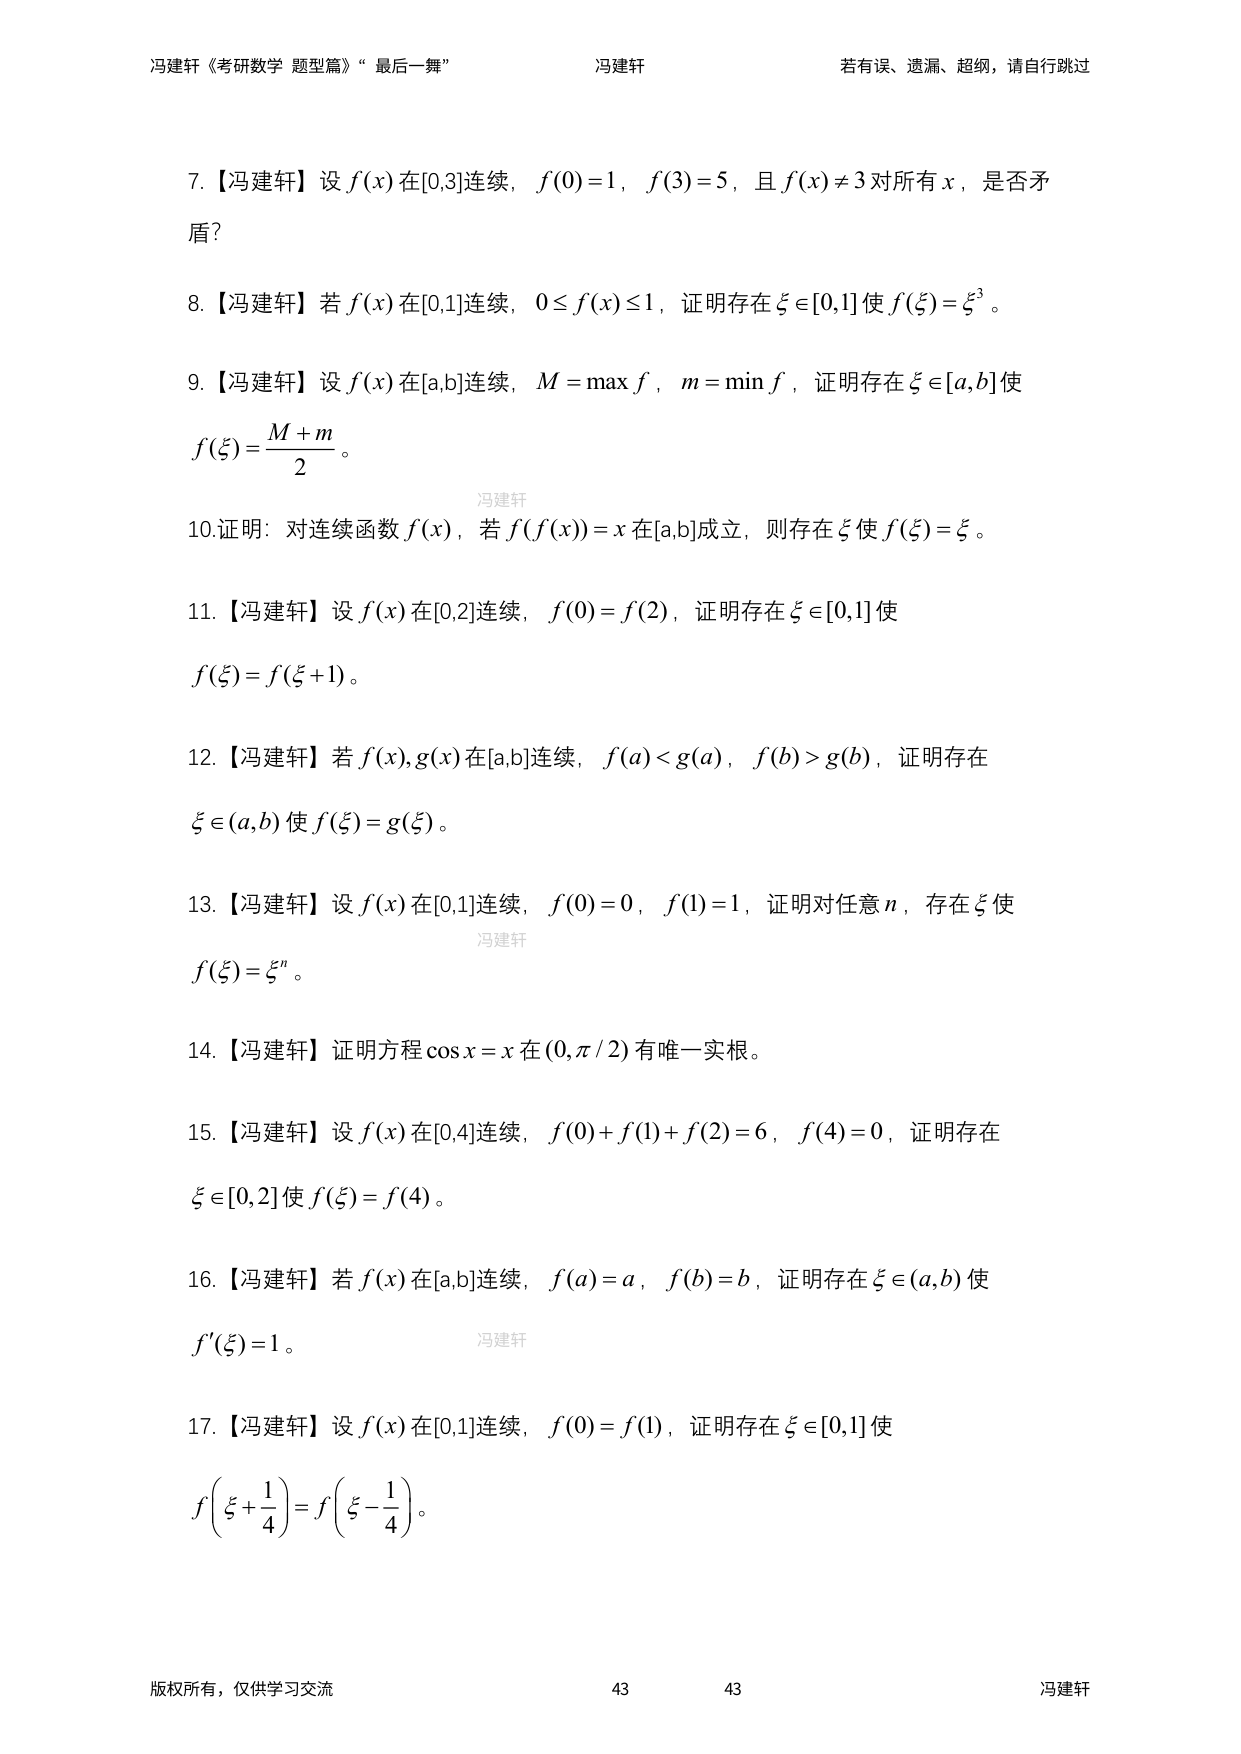 冯建轩《考研数学 题型篇》“ 最后一舞” 冯建轩 若有误、遗漏、超纲，请自行跳过
7.【冯建轩】设 f(x) 在[0,3]连续， f(0)=1， f(3)=5，且 f(x)≠3 对所有 x，是否矛
盾？
8.【冯建轩】若 f(x) 在[0,1]连续， 0≤f(x)≤1，证明存在 ξ∈[0,1] 使 f(ξ)=ξ³。
9.【冯建轩】设 f(x) 在[a,b]连续， M=max f， m=min f，证明存在 ξ∈[a,b] 使
f(ξ)=\frac{M+m}{2}。
冯建轩
10.证明：对连续函数 f(x)，若 f(f(x))=x 在[a,b]成立，则存在 ξ 使 f(ξ)=ξ。
11.【冯建轩】设 f(x) 在[0,2]连续， f(0)=f(2)，证明存在 ξ∈[0,1] 使
f(ξ)=f(ξ+1)。
12.【冯建轩】若 f(x),g(x) 在[a,b]连续， f(a)<g(a)， f(b)>g(b)，证明存在
ξ∈(a,b) 使 f(ξ)=g(ξ)。
13.【冯建轩】设 f(x) 在[0,1]连续， f(0)=0， f(1)=1，证明对任意 n，存在 ξ 使
冯建轩
f(ξ)=ξⁿ。
14.【冯建轩】证明方程 cos x=x 在 (0,π/2) 有唯一实根。
15.【冯建轩】设 f(x) 在[0,4]连续， f(0)+f(1)+f(2)=6， f(4)=0，证明存在
ξ∈[0,2] 使 f(ξ)=f(4)。
16.【冯建轩】若 f(x) 在[a,b]连续， f(a)=a， f(b)=b，证明存在 ξ∈(a,b) 使
f′(ξ)=1。
冯建轩
17.【冯建轩】设 f(x) 在[0,1]连续， f(0)=f(1)，证明存在 ξ∈[0,1] 使
f\left(ξ+\frac{1}{4}\right)=f\left(ξ-\frac{1}{4}\right)。
版权所有，仅供学习交流 43 43 冯建轩